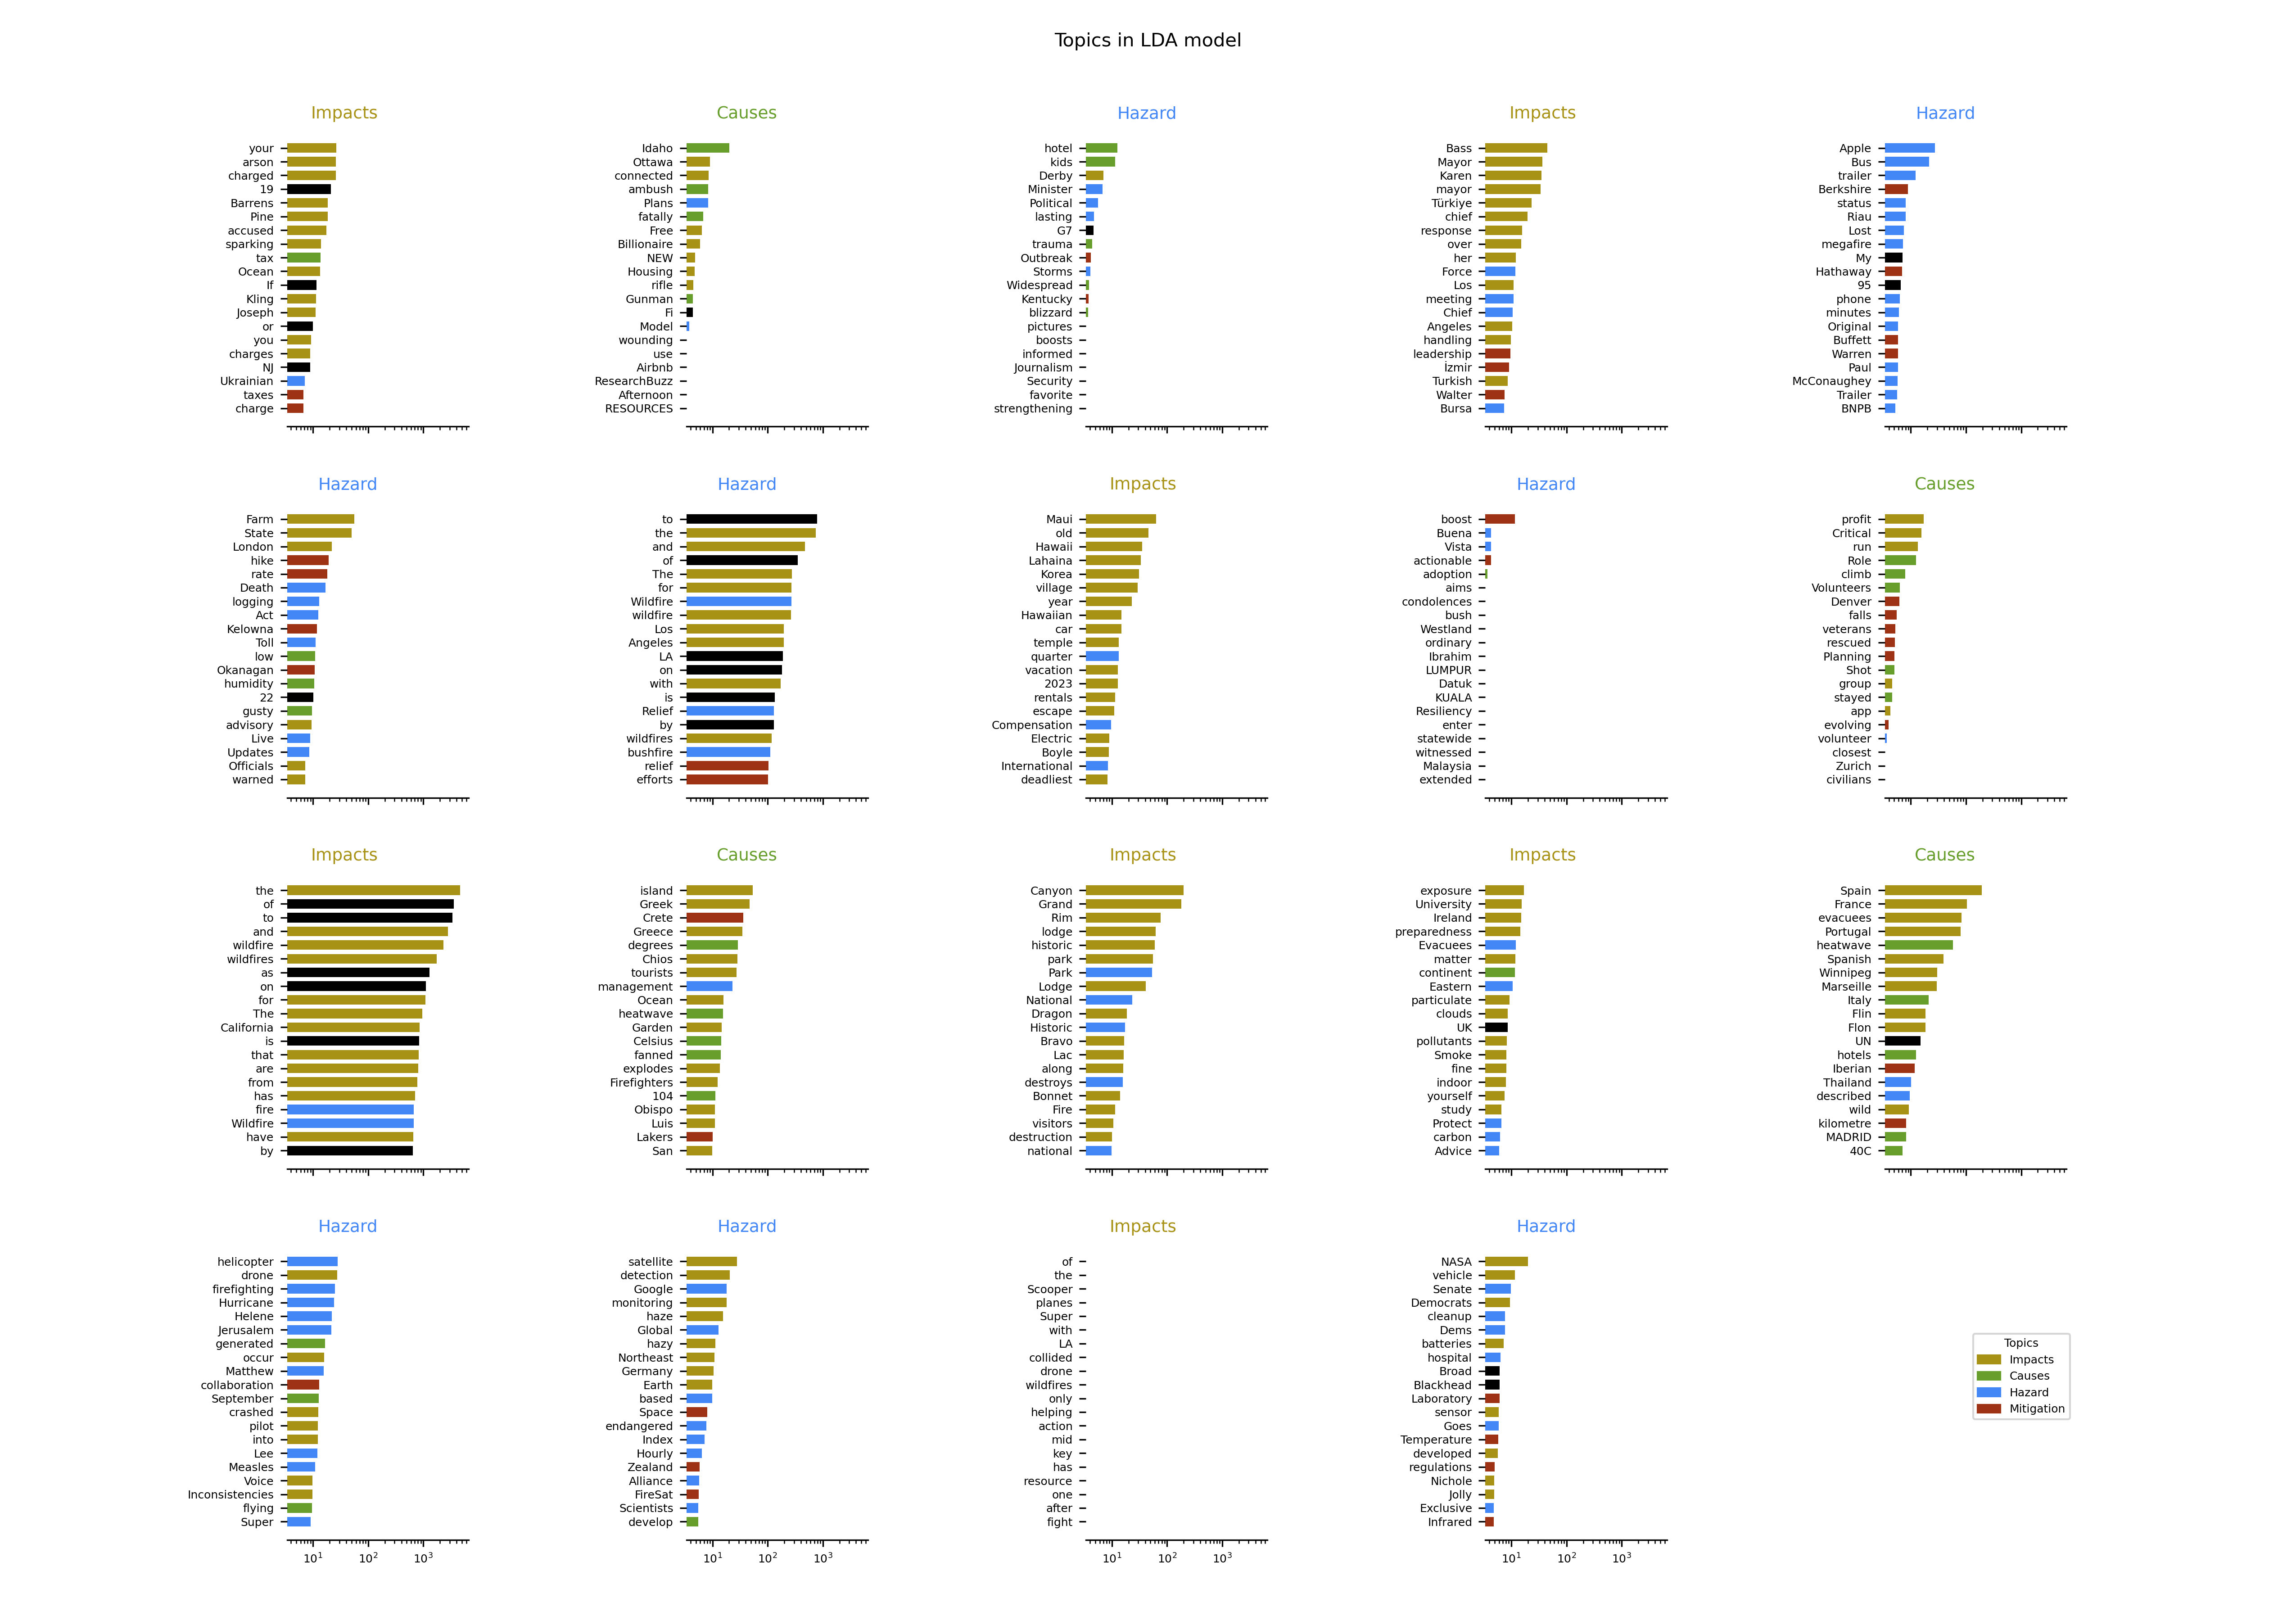 Topics in LDA model
Impacts
your
arson
charged
19
Barrens
Pine
accused
sparking
tax
Ocean
If
Kling
Joseph
or
you
charges
NJ
Ukrainian
taxes
charge
Causes
Idaho
Ottawa
connected
ambush
Plans
fatally
Free
Billionaire
NEW
Housing
rifle
Gunman
Fi
Model
wounding
use
Airbnb
ResearchBuzz
Afternoon
RESOURCES
Hazard
hotel
kids
Derby
Minister
Political
lasting
G7
trauma
Outbreak
Storms
Widespread
Kentucky
blizzard
pictures
boosts
informed
Journalism
Security
favorite
strengthening
Impacts
Bass
Mayor
Karen
mayor
Türkiye
chief
response
over
her
Force
Los
meeting
Chief
Angeles
handling
leadership
İzmir
Turkish
Walter
Bursa
Hazard
Apple
Bus
trailer
Berkshire
status
Riau
Lost
megafire
My
Hathaway
95
phone
minutes
Original
Buffett
Warren
Paul
McConaughey
Trailer
BNPB
Hazard
Farm
State
London
hike
rate
Death
logging
Act
Kelowna
Toll
low
Okanagan
humidity
22
gusty
advisory
Live
Updates
Officials
warned
Hazard
to
the
and
of
The
for
Wildfire
wildfire
Los
Angeles
LA
on
with
is
Relief
by
wildfires
bushfire
relief
efforts
Impacts
Maui
old
Hawaii
Lahaina
Korea
village
year
Hawaiian
car
temple
quarter
vacation
2023
rentals
escape
Compensation
Electric
Boyle
International
deadliest
Hazard
boost
Buena
Vista
actionable
adoption
aims
condolences
bush
Westland
ordinary
Ibrahim
LUMPUR
Datuk
KUALA
Resiliency
enter
statewide
witnessed
Malaysia
extended
Causes
profit
Critical
run
Role
climb
Volunteers
Denver
falls
veterans
rescued
Planning
Shot
group
stayed
app
evolving
volunteer
closest
Zurich
civilians
Impacts
the
of
to
and
wildfire
wildfires
as
on
for
The
California
is
that
are
from
has
fire
Wildfire
have
by
Causes
island
Greek
Crete
Greece
degrees
Chios
tourists
management
Ocean
heatwave
Garden
Celsius
fanned
explodes
Firefighters
104
Obispo
Luis
Lakers
San
Impacts
Canyon
Grand
Rim
lodge
historic
park
Park
Lodge
National
Dragon
Historic
Bravo
Lac
along
destroys
Bonnet
Fire
visitors
destruction
national
Impacts
exposure
University
Ireland
preparedness
Evacuees
matter
continent
Eastern
particulate
clouds
UK
pollutants
Smoke
fine
indoor
yourself
study
Protect
carbon
Advice
Causes
Spain
France
evacuees
Portugal
heatwave
Spanish
Winnipeg
Marseille
Italy
Flin
Flon
UN
hotels
Iberian
Thailand
described
wild
kilometre
MADRID
40C
Hazard
helicopter
drone
firefighting
Hurricane
Helene
Jerusalem
generated
occur
Matthew
collaboration
September
crashed
pilot
into
Lee
Measles
Voice
Inconsistencies
flying
Super
10¹ 10² 10³
Hazard
satellite
detection
Google
monitoring
haze
Global
hazy
Northeast
Germany
Earth
based
Space
endangered
Index
Hourly
Zealand
Alliance
FireSat
Scientists
develop
10¹ 10² 10³
Impacts
of
the
Scooper
planes
Super
with
LA
collided
drone
wildfires
only
helping
action
mid
key
has
resource
one
after
fight
10¹ 10² 10³
Hazard
NASA
vehicle
Senate
Democrats
cleanup
Dems
batteries
hospital
Broad
Blackhead
Laboratory
sensor
Goes
Temperature
developed
regulations
Nichole
Jolly
Exclusive
Infrared
10¹ 10² 10³
Topics
Impacts
Causes
Hazard
Mitigation